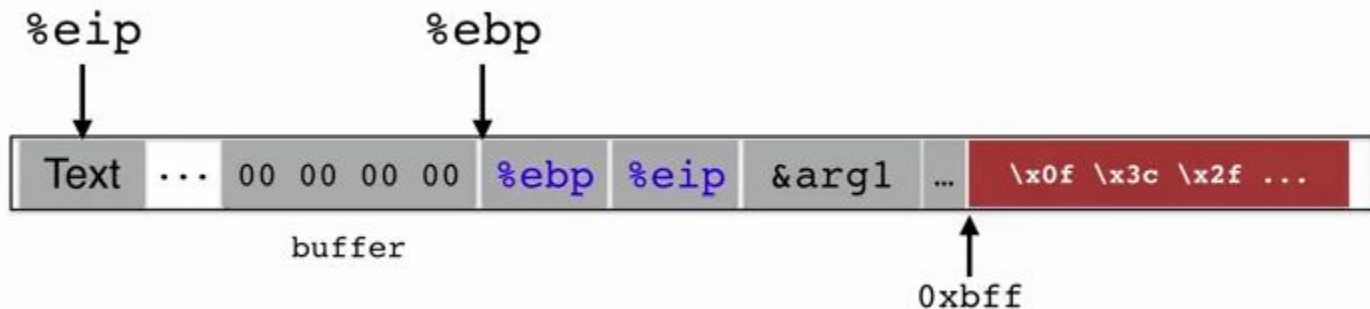 %eip %ebp
Text ... 00 00 00 00 %ebp %eip &arg1 ... \x0f \x3c \x2f ...
buffer
0xbff